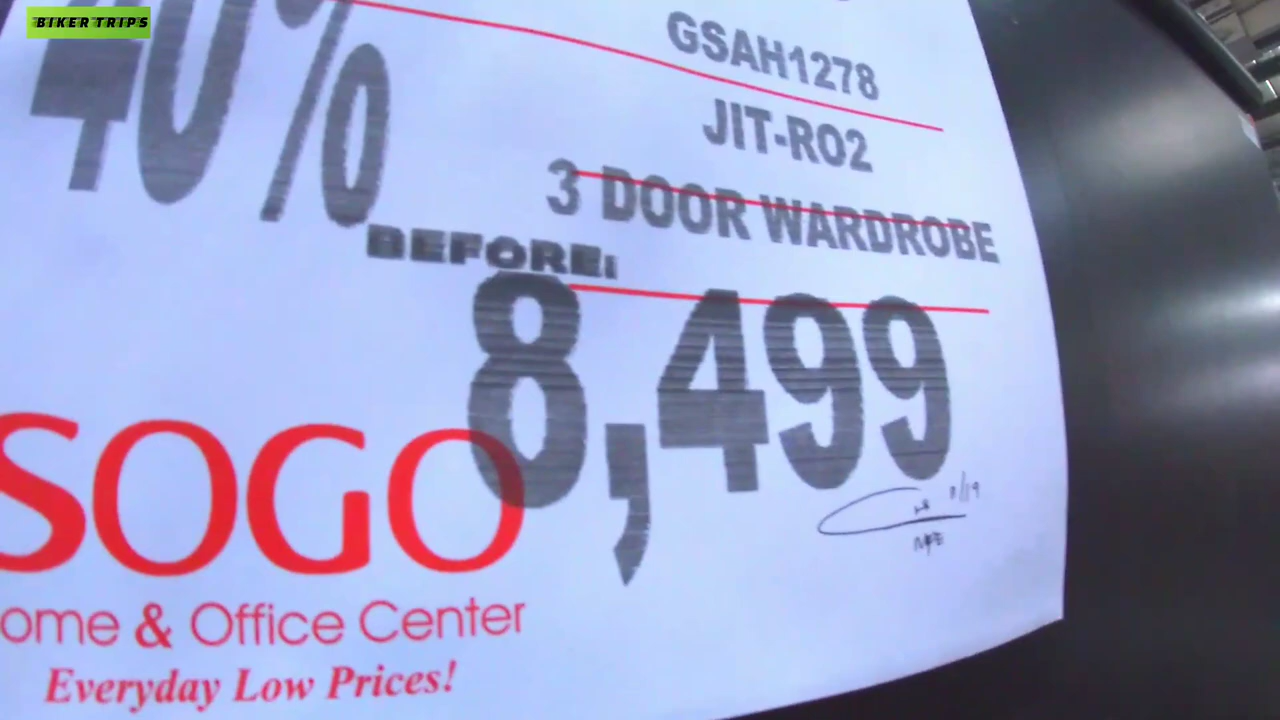 BIKER TRIPS
40%
GSAH1278
JIT-RO2
3 DOOR WARDROBE
BEFORE:
8,499
SOGO
ome & Office Center
Everyday Low Prices!